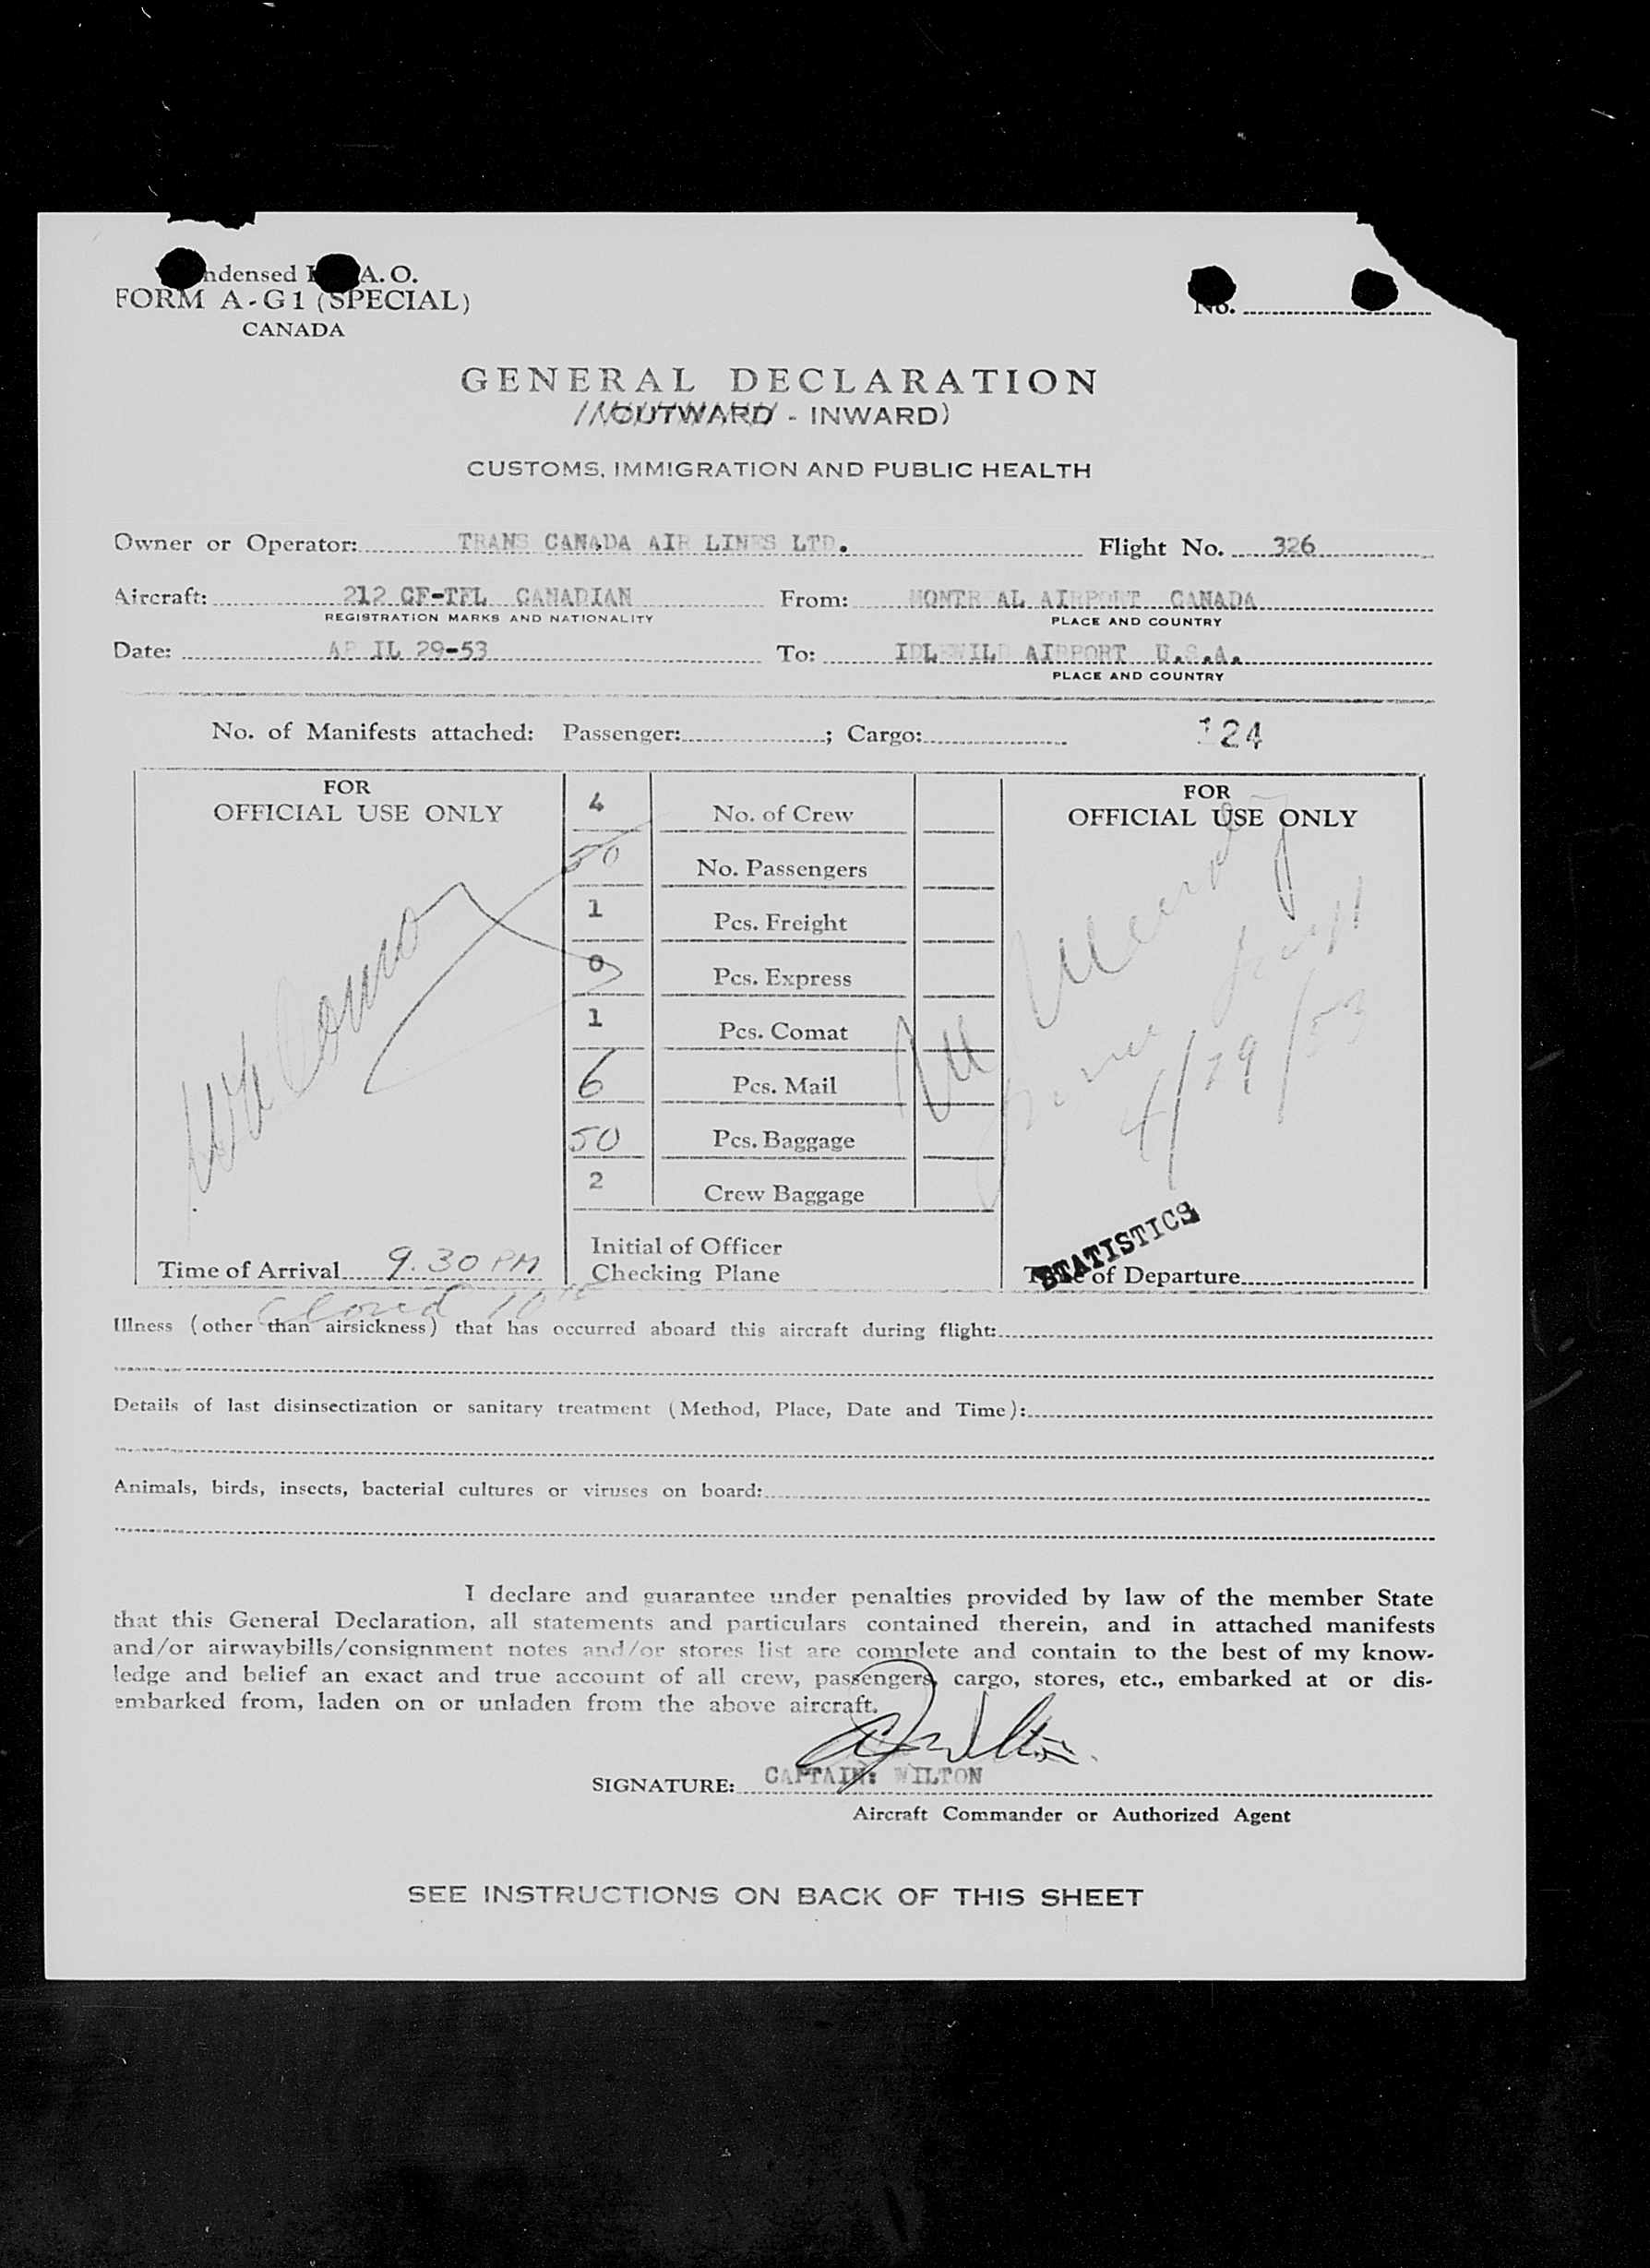 ndensed I A. O.
FORM A-G1 (SPECIAL)
CANADA
No.
GENERAL DECLARATION
(OUTWARD - INWARD)
CUSTOMS, IMMIGRATION AND PUBLIC HEALTH
Owner or Operator: TRANS CANADA AIR LINES LTD. Flight No. 326
Aircraft: 212 CF-TFL CANADIAN From: MONTREAL AIRPORT CANADA
REGISTRATION MARKS AND NATIONALITY PLACE AND COUNTRY
Date: AP IL 29-53 To: IDLEWILD AIRPORT U.S.A.
PLACE AND COUNTRY
No. of Manifests attached: Passenger: ; Cargo: 124
FOR
OFFICIAL USE ONLY
4 No. of Crew
50 No. Passengers
1 Pcs. Freight
0 Pcs. Express
1 Pcs. Comat
6 Pcs. Mail
50 Pcs. Baggage
2 Crew Baggage
Time of Arrival 9.30 PM
Initial of Officer
Checking Plane
FOR
OFFICIAL USE ONLY
4/29/53
STATISTICS
of Departure
Illness (other than airsickness) that has occurred aboard this aircraft during flight:
Details of last disinsectization or sanitary treatment (Method, Place, Date and Time):
Animals, birds, insects, bacterial cultures or viruses on board:
I declare and guarantee under penalties provided by law of the member State
that this General Declaration, all statements and particulars contained therein, and in attached manifests
and/or airwaybills/consignment notes and/or stores list are complete and contain to the best of my know-
ledge and belief an exact and true account of all crew, passengers, cargo, stores, etc., embarked at or dis-
embarked from, laden on or unladen from the above aircraft.
SIGNATURE: CAPTAIN: WILTON
Aircraft Commander or Authorized Agent
SEE INSTRUCTIONS ON BACK OF THIS SHEET